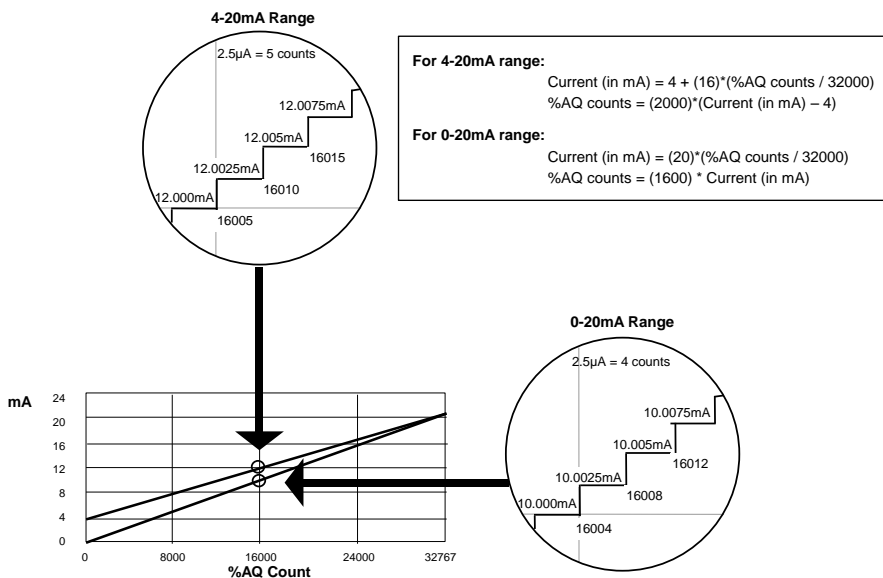 4-20mA Range
2.5µA = 5 counts
12.0075mA
12.005mA
16015
12.0025mA
16010
12.000mA
16005
For 4-20mA range:
Current (in mA) = 4 + (16)*(%AQ counts / 32000)
%AQ counts = (2000)*(Current (in mA) – 4)
For 0-20mA range:
Current (in mA) = (20)*(%AQ counts / 32000)
%AQ counts = (1600) * Current (in mA)
0-20mA Range
2.5µA = 4 counts
10.0075mA
10.005mA
16012
10.0025mA
16008
10.000mA
16004
mA
24
20
16
12
8
4
0
0 8000 16000 24000 32767
%AQ Count